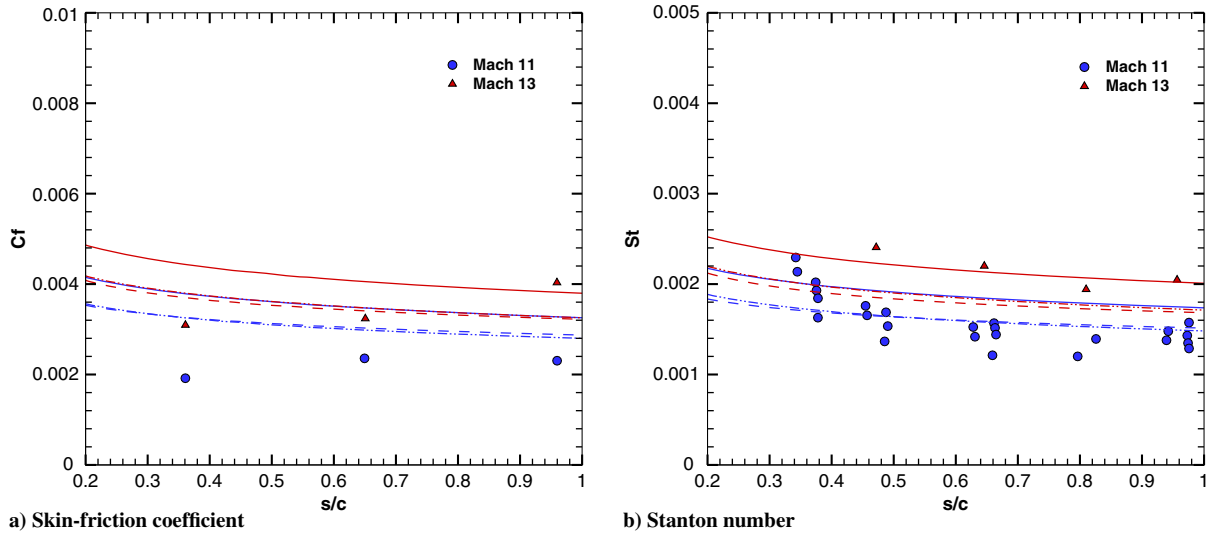 0.01
0.008
0.006
0.004
0.002
0
Cf
0.2 0.3 0.4 0.5 0.6 0.7 0.8 0.9 1
s/c
Mach 11
Mach 13
a) Skin-friction coefficient
0.005
0.004
0.003
0.002
0.001
0
St
0.2 0.3 0.4 0.5 0.6 0.7 0.8 0.9 1
s/c
Mach 11
Mach 13
b) Stanton number